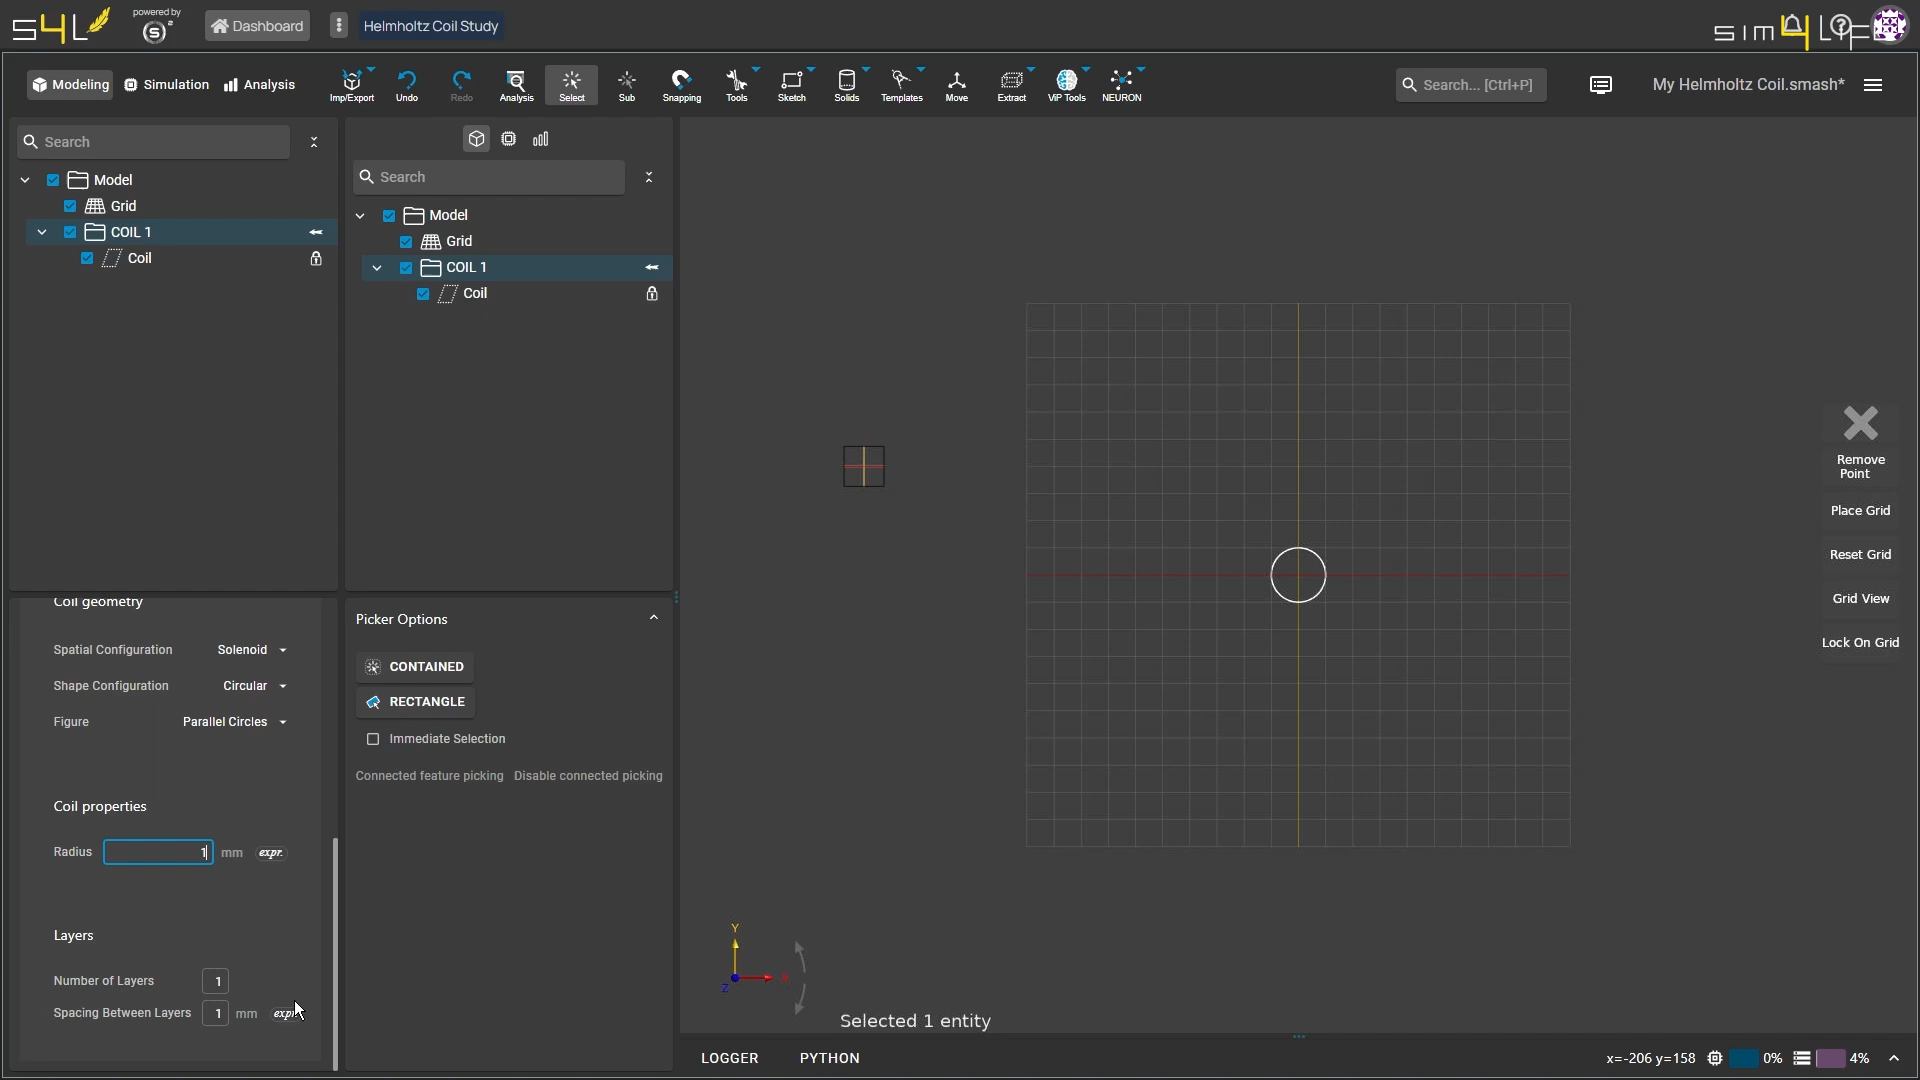 S4L
powered by
S
Dashboard
Helmholtz Coil Study
sim4LIFE
Modeling
Simulation
Analysis
Imp/Export
Undo
Redo
Analysis
Select
Sub
Snapping
Tools
Sketch
Solids
Templates
Move
Extract
ViP Tools
NEURON
Search... [Ctrl+P]
My Helmholtz Coil.smash*
Search
Model
Grid
COIL 1
Coil
Search
Model
Grid
COIL 1
Coil
Coil geometry
Spatial Configuration Solenoid
Shape Configuration Circular
Figure Parallel Circles
Coil properties
Radius 1 mm expr.
Layers
Number of Layers 1
Spacing Between Layers 1 mm expr.
Picker Options
CONTAINED
RECTANGLE
Immediate Selection
Connected feature picking Disable connected picking
Remove
Point
Place Grid
Reset Grid
Grid View
Lock On Grid
Y
X
Z
Selected 1 entity
LOGGER
PYTHON
x=-206 y=158
0%
4%